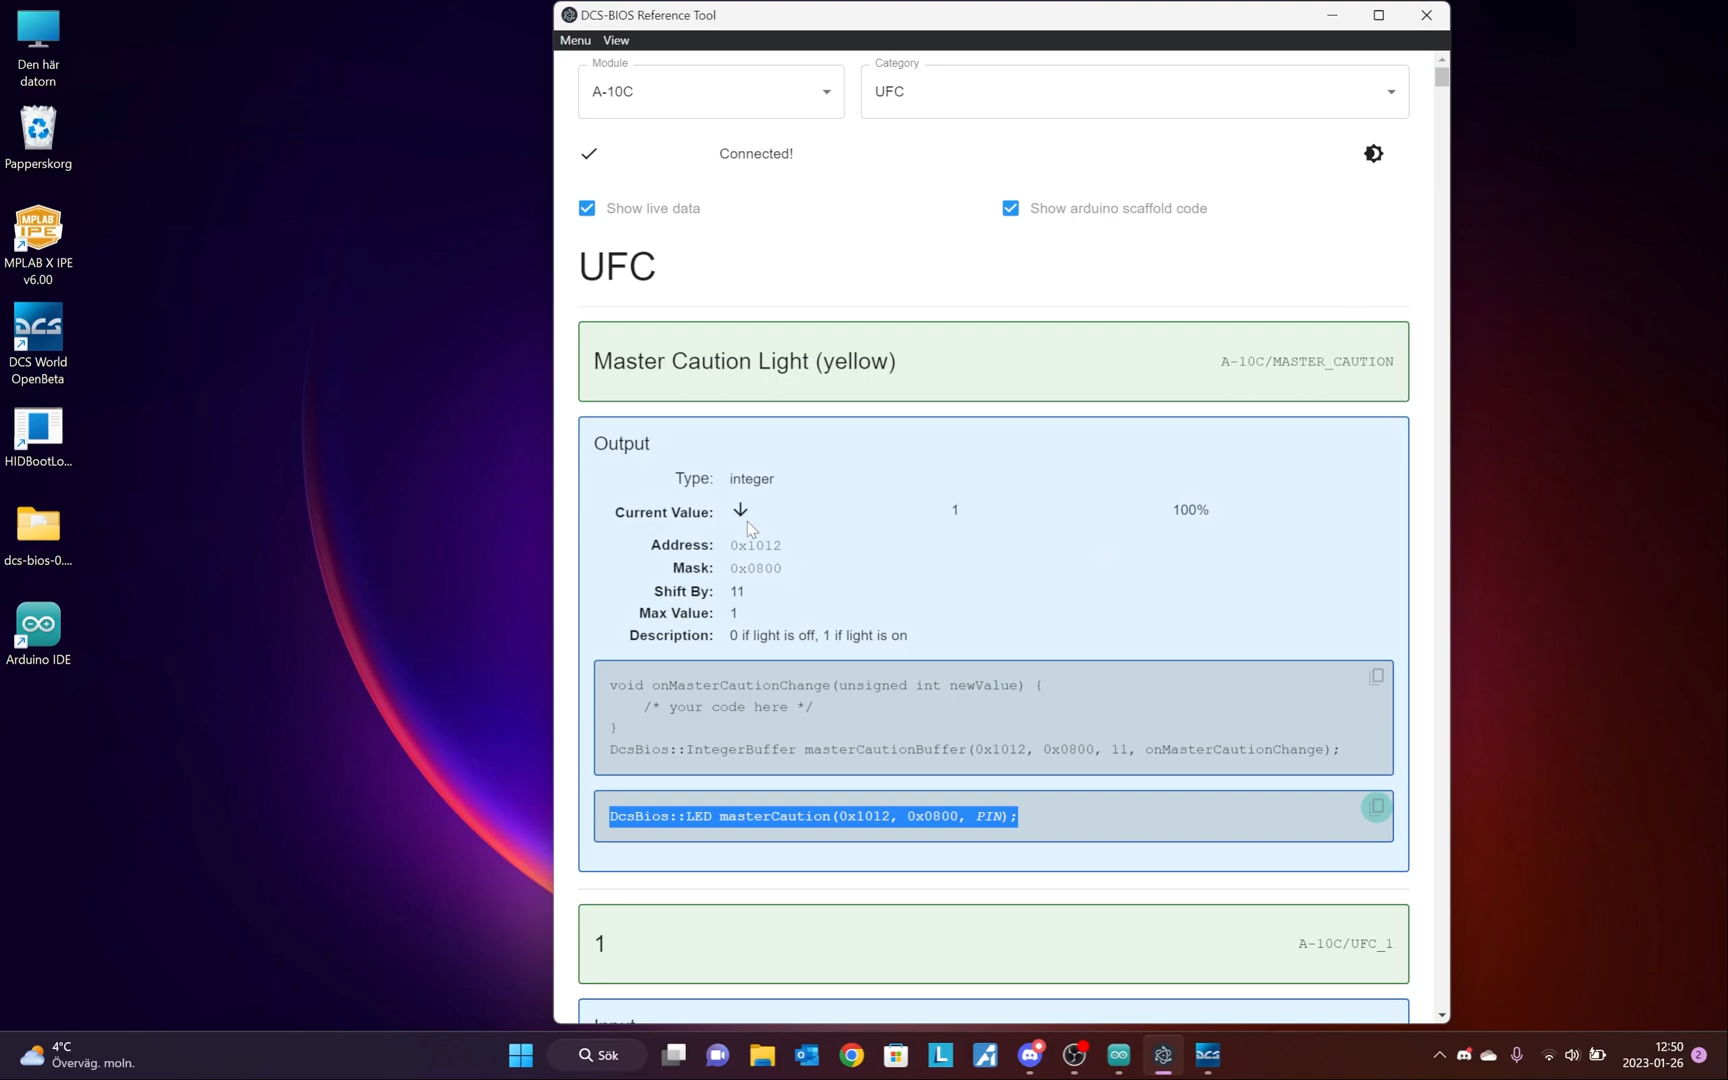 Den här
datorn
Papperskorg
MPLAB
IPE
MPLAB X IPE
v6.00
DCS
DCS World
OpenBeta
HIDBootLo...
dcs-bios-0....
Arduino IDE
DCS-BIOS Reference Tool
Menu View
Module
A-10C
Category
UFC
Connected!
Show live data
Show arduino scaffold code
UFC
Master Caution Light (yellow)
A-10C/MASTER_CAUTION
Output
Type: integer
Current Value: 1 100%
Address: 0x1012
Mask: 0x0800
Shift By: 11
Max Value: 1
Description: 0 if light is off, 1 if light is on
void onMasterCautionChange(unsigned int newValue) {
/* your code here */
}
DcsBios::IntegerBuffer masterCautionBuffer(0x1012, 0x0800, 11, onMasterCautionChange);
DcsBios::LED masterCaution(0x1012, 0x0800, PIN);
1
A-10C/UFC_1
Input
4°C
Överväg. moln.
Sök
L
DCS
12:50
2023-01-26
2